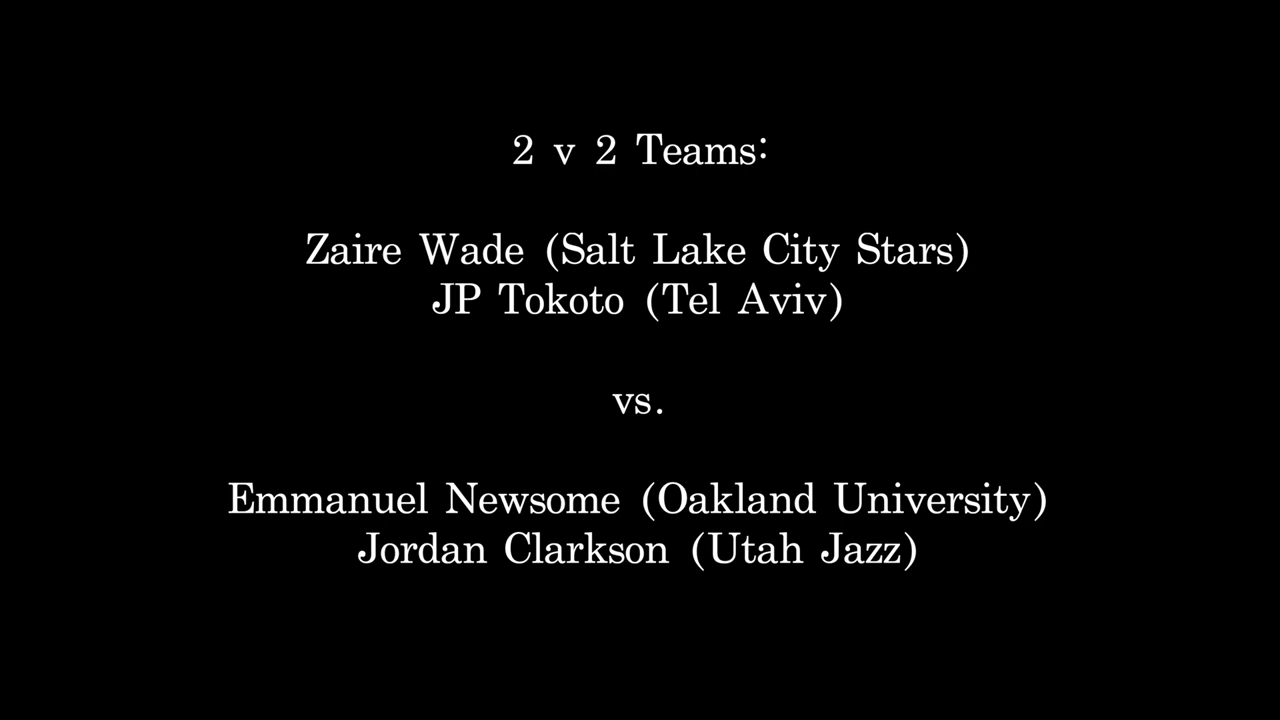 2 v 2 Teams:
Zaire Wade (Salt Lake City Stars)
JP Tokoto (Tel Aviv)
vs.
Emmanuel Newsome (Oakland University)
Jordan Clarkson (Utah Jazz)